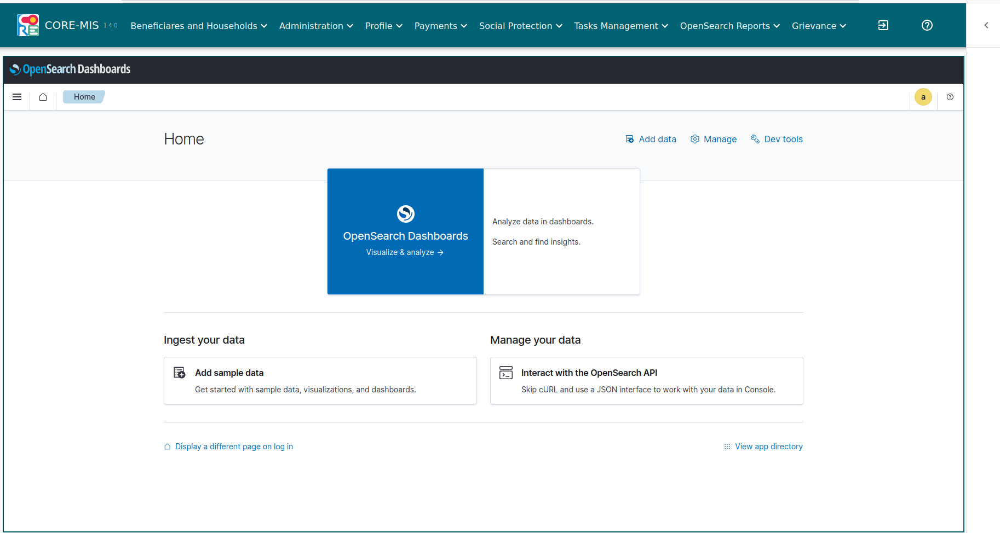 CORE-MIS 1.4.0 Beneficiares and Households Administration Profile Payments Social Protection Tasks Management OpenSearch Reports Grievance
OpenSearch Dashboards
Home
a
Home
Add data Manage Dev tools
OpenSearch Dashboards
Visualize & analyze →
Analyze data in dashboards.
Search and find insights.
Ingest your data
Add sample data
Get started with sample data, visualizations, and dashboards.
Manage your data
Interact with the OpenSearch API
Skip cURL and use a JSON interface to work with your data in Console.
Display a different page on log in
View app directory